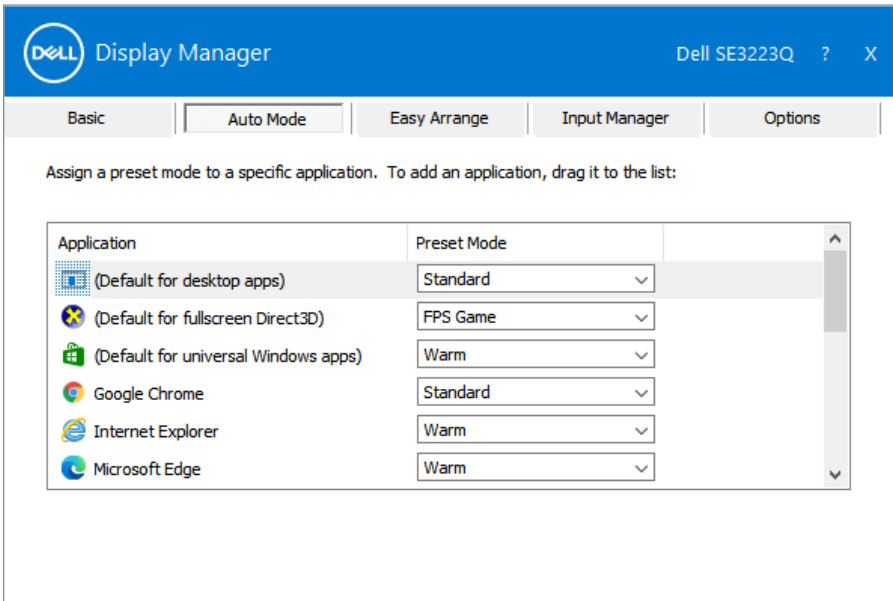 DELL Display Manager Dell SE3223Q ? X
Basic Auto Mode Easy Arrange Input Manager Options
Assign a preset mode to a specific application. To add an application, drag it to the list:
Application Preset Mode
(Default for desktop apps) Standard
(Default for fullscreen Direct3D) FPS Game
(Default for universal Windows apps) Warm
Google Chrome Standard
Internet Explorer Warm
Microsoft Edge Warm